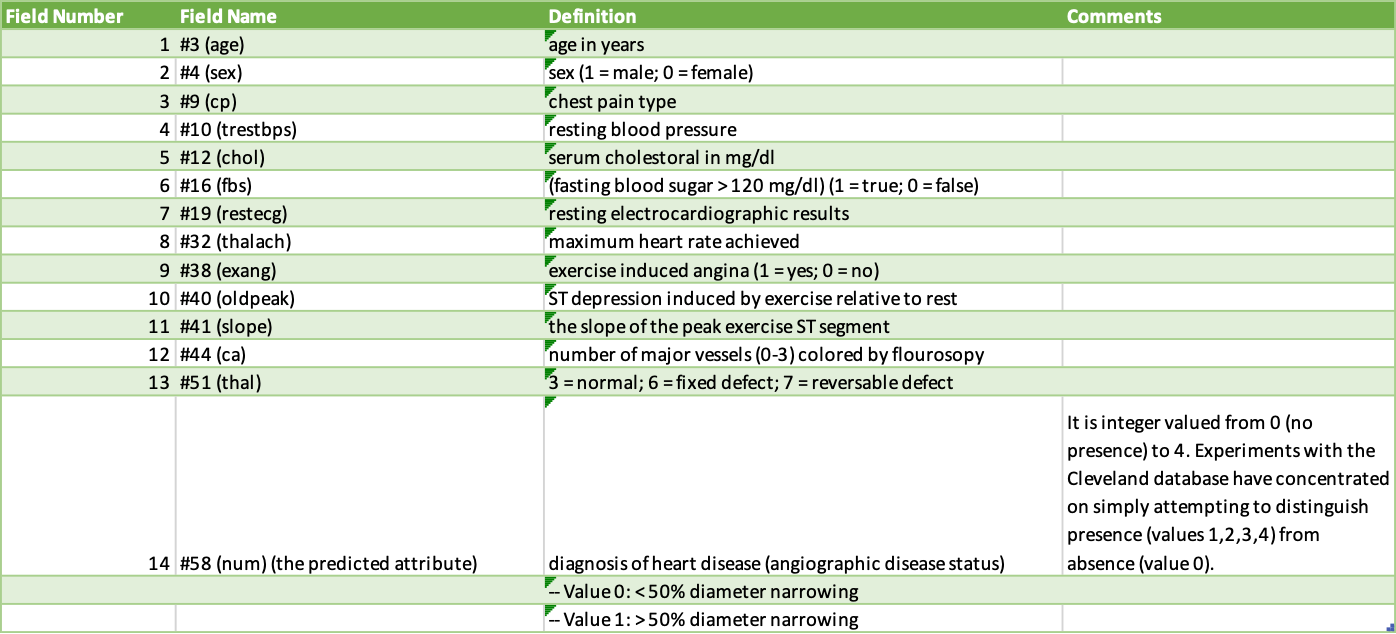 Field Number Field Name Definition Comments
1 #3 (age) age in years
2 #4 (sex) sex (1 = male; 0 = female)
3 #9 (cp) chest pain type
4 #10 (trestbps) resting blood pressure
5 #12 (chol) serum cholestoral in mg/dl
6 #16 (fbs) (fasting blood sugar > 120 mg/dl) (1 = true; 0 = false)
7 #19 (restecg) resting electrocardiographic results
8 #32 (thalach) maximum heart rate achieved
9 #38 (exang) exercise induced angina (1 = yes; 0 = no)
10 #40 (oldpeak) ST depression induced by exercise relative to rest
11 #41 (slope) the slope of the peak exercise ST segment
12 #44 (ca) number of major vessels (0-3) colored by flourosopy
13 #51 (thal) 3 = normal; 6 = fixed defect; 7 = reversable defect
14 #58 (num) (the predicted attribute) diagnosis of heart disease (angiographic disease status)
It is integer valued from 0 (no
presence) to 4. Experiments with the
Cleveland database have concentrated
on simply attempting to distinguish
presence (values 1,2,3,4) from
absence (value 0).
-- Value 0: < 50% diameter narrowing
-- Value 1: > 50% diameter narrowing